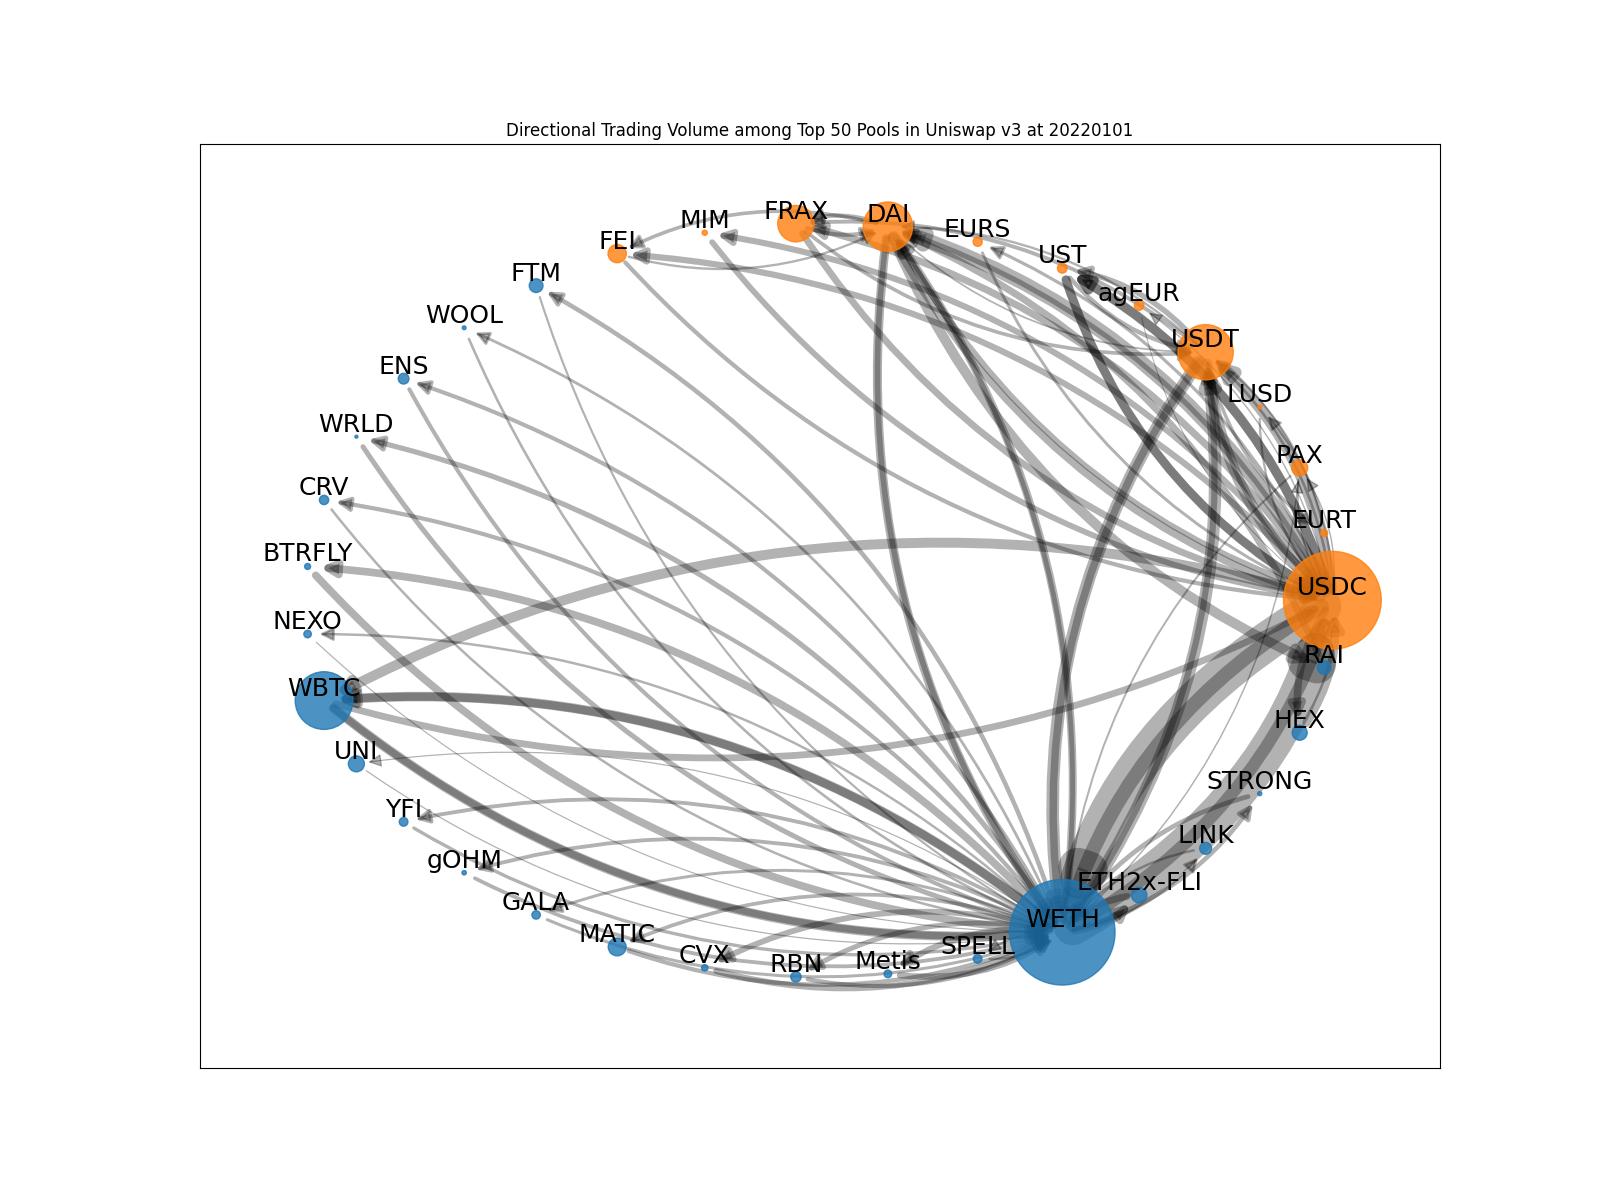 Directional Trading Volume among Top 50 Pools in Uniswap v3 at 20220101
FRAX
DAI
MIM
EURS
FEI
UST
FTM
agEUR
WOOL
USDT
ENS
LUSD
WRLD
PAX
CRV
EURT
BTRFLY
USDC
NEXO
RAI
WBTC
HEX
UNI
STRONG
YFI
LINK
gOHM
ETH2x-FLI
GALA
WETH
MATIC
SPELL
CVX
RBN
Metis